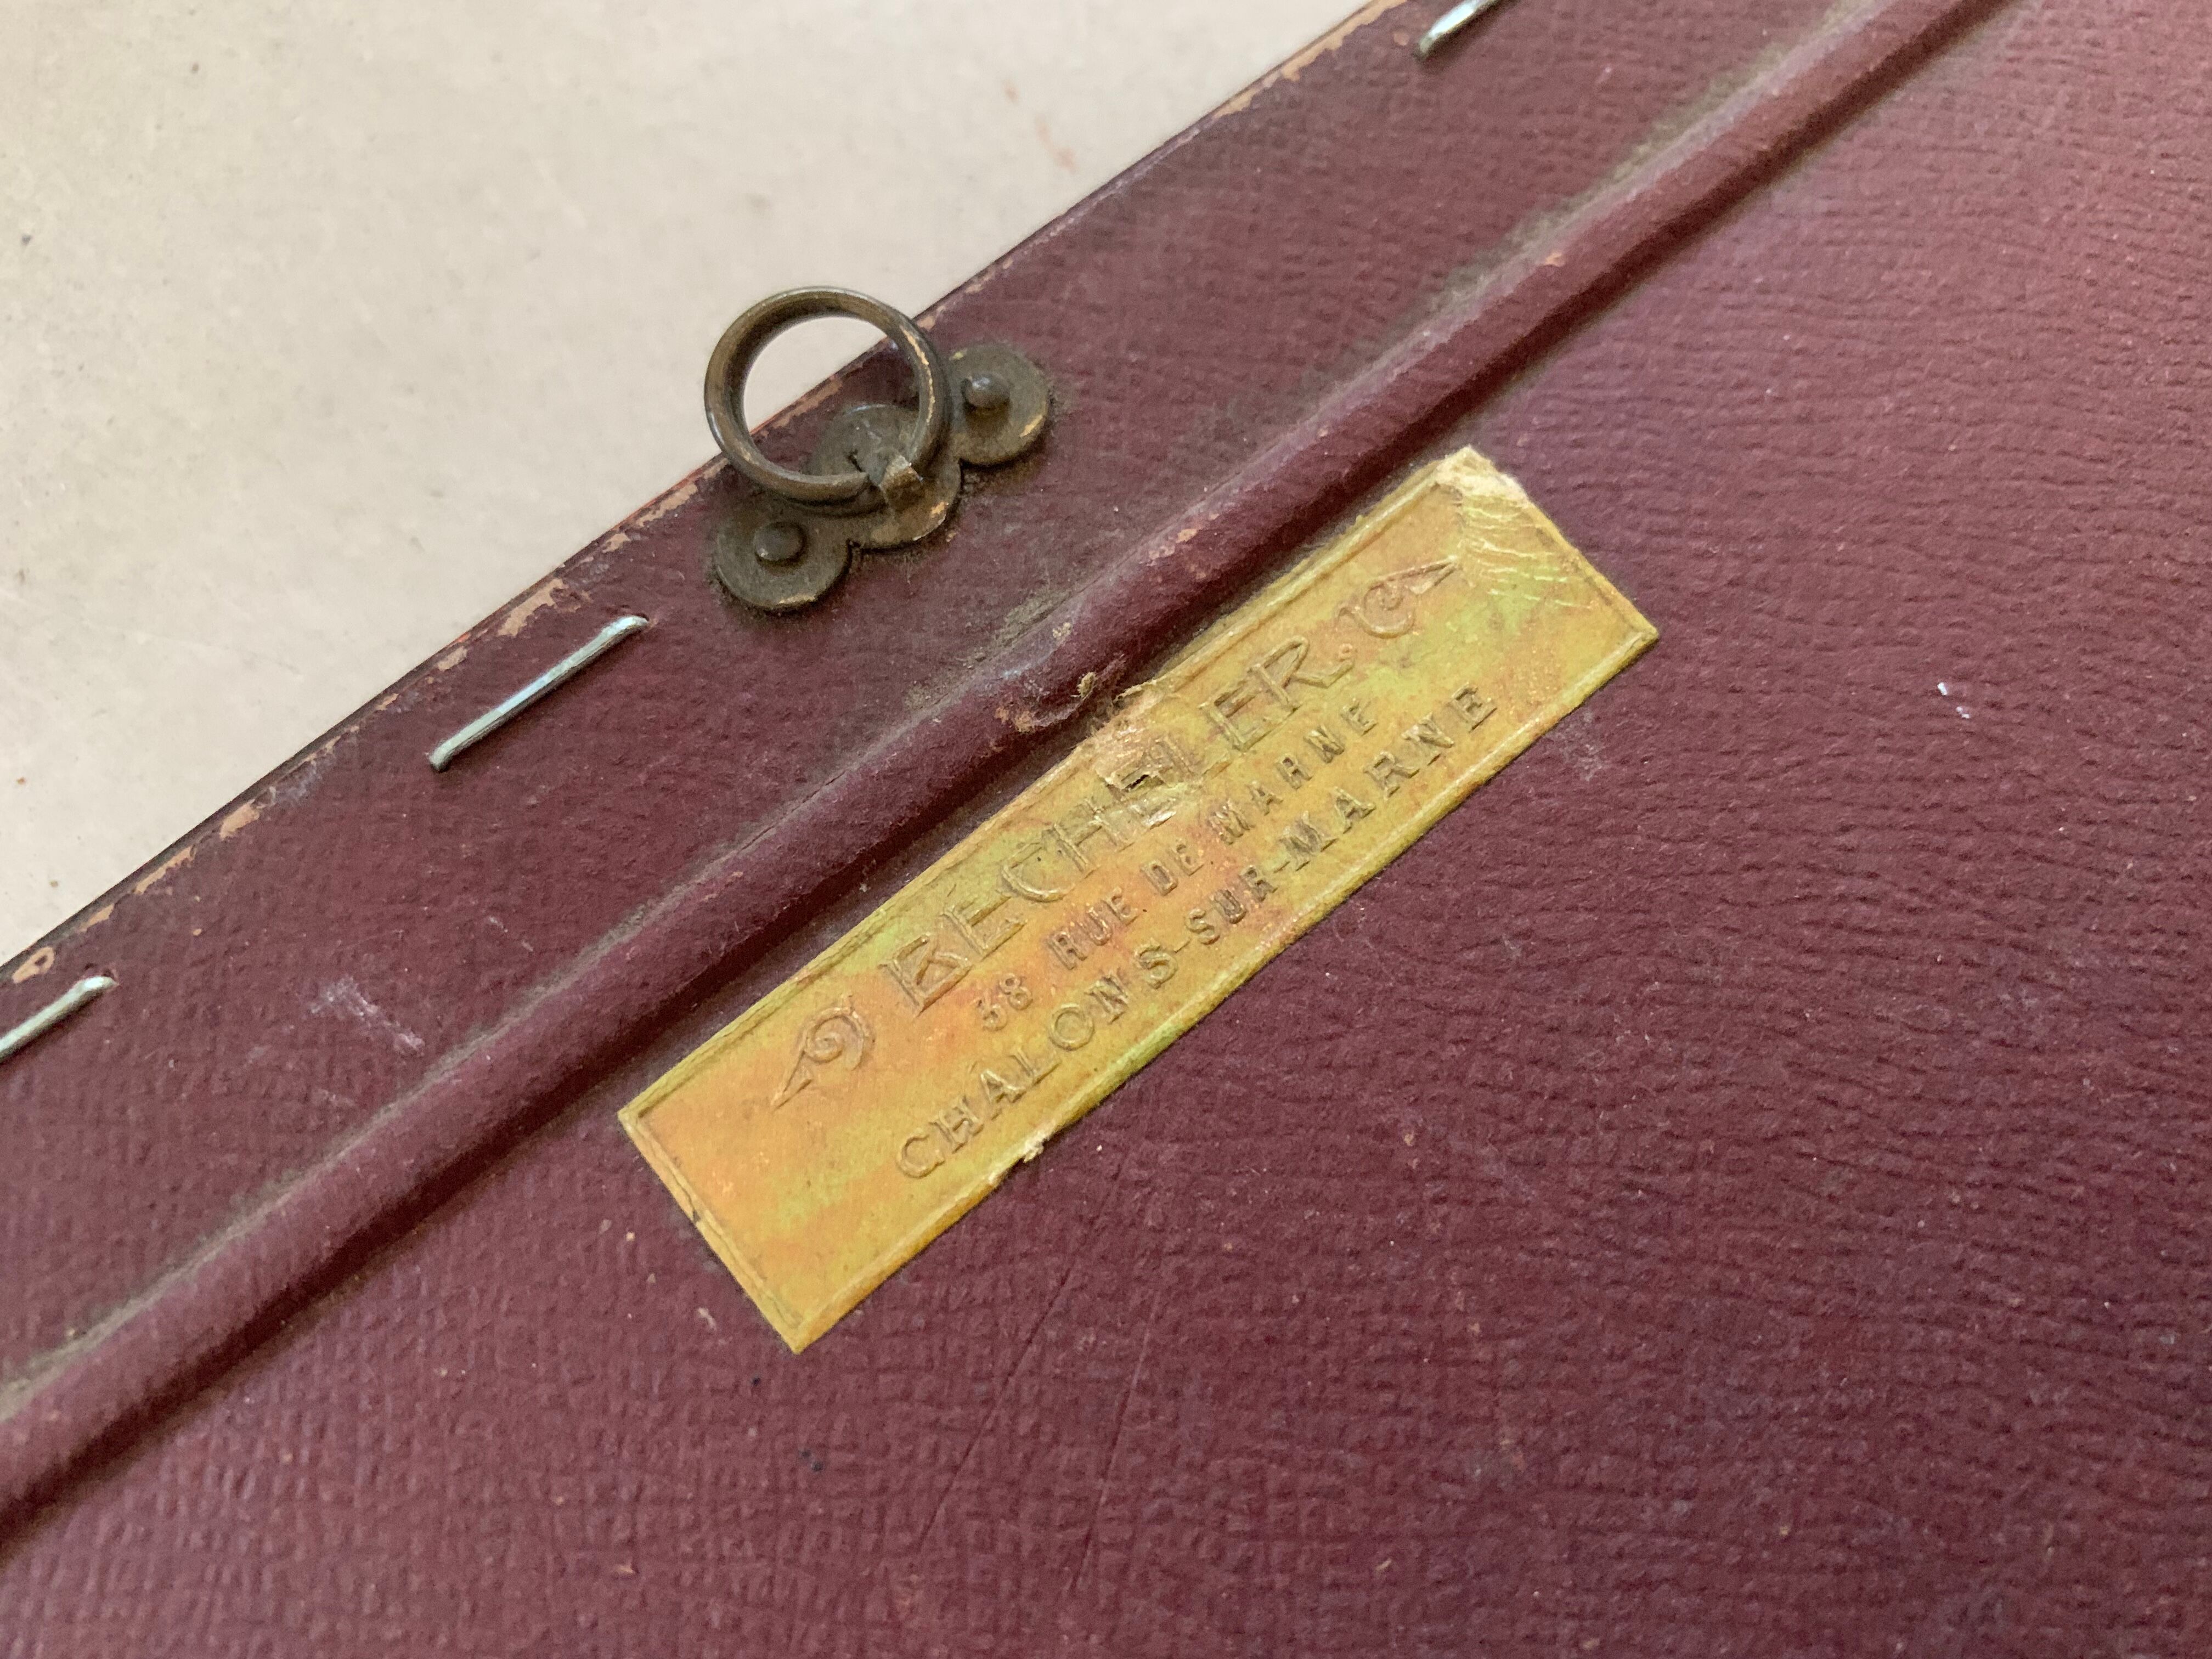 BECHELER
38 RUE DE MARNE
CHALONS-SUR-MARNE